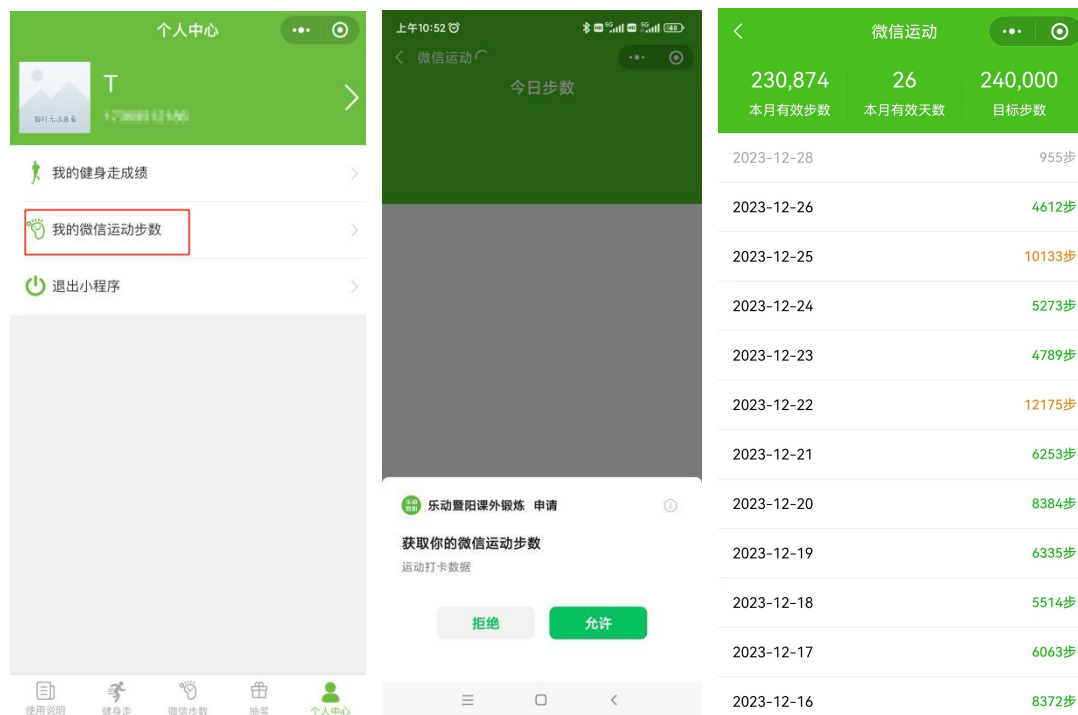 个人中心
T
我的健身走成绩
我的微信运动步数
退出小程序
使用说明
健身走
微信步数
抽奖
个人中心
上午10:52
5G
5G
48
微信运动
今日步数
乐动暨阳
乐动暨阳课外锻炼 申请
获取你的微信运动步数
运动打卡数据
拒绝
允许
微信运动
230,874
26
240,000
本月有效步数
本月有效天数
目标步数
2023-12-28
955步
2023-12-26
4612步
2023-12-25
10133步
2023-12-24
5273步
2023-12-23
4789步
2023-12-22
12175步
2023-12-21
6253步
2023-12-20
8384步
2023-12-19
6335步
2023-12-18
5514步
2023-12-17
6063步
2023-12-16
8372步